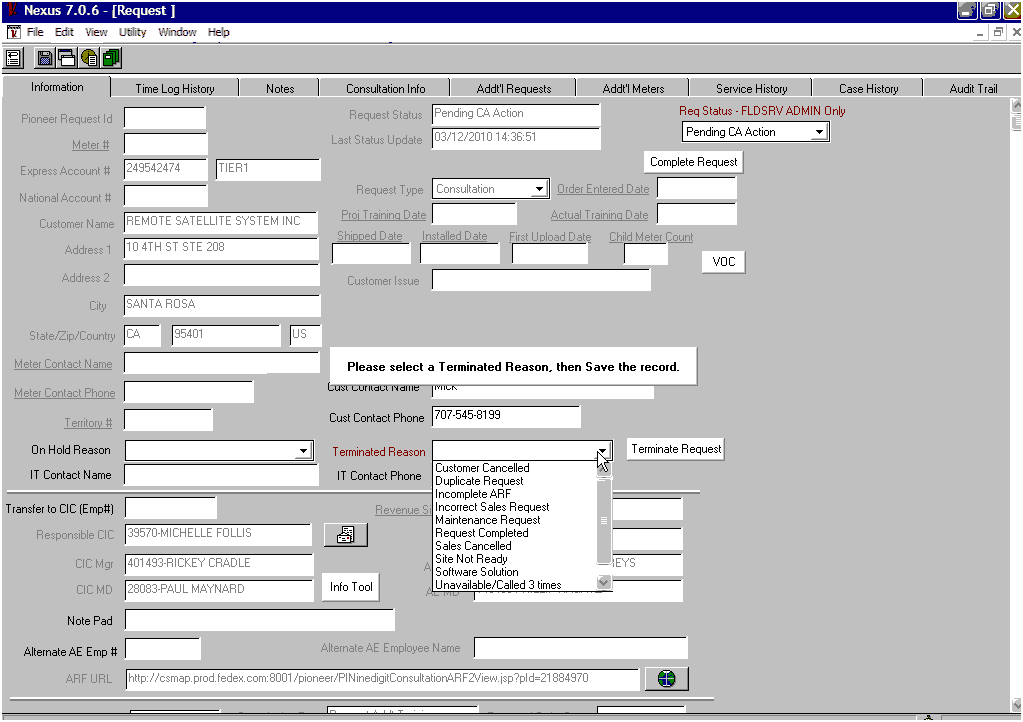 Nexus 7.0.6 - [Request ]
File Edit View Utility Window Help
Information Time Log History Notes Consultation Info Addt'l Requests Addt'l Meters Service History Case History Audit Trail
Pioneer Request Id Request Status Pending CA Action Req Status - FLDSRV ADMIN Only
Meter # Last Status Update 03/12/2010 14:36:51 Pending CA Action
Express Account # 249542474 TIER1 Complete Request
National Account # Request Type Consultation Order Entered Date
Customer Name REMOTE SATELLITE SYSTEM INC Proj Training Date Actual Training Date
Address 1 10 4TH ST STE 208 Shipped Date Installed Date First Upload Date Child Meter Count
VOC
Address 2 Customer Issue
City SANTA ROSA
State/Zip/Country CA 95401 US
Meter Contact Name Please select a Terminated Reason, then Save the record.
Meter Contact Phone Cust Contact Name Mick
Territory # Cust Contact Phone 707-545-8199
On Hold Reason Terminated Reason Terminate Request
IT Contact Name IT Contact Phone
Customer Cancelled
Duplicate Request
Incomplete ARF
Incorrect Sales Request
Maintenance Request
Request Completed
Sales Cancelled
Site Not Ready
Software Solution
Unavailable/Called 3 times
Transfer to CIC (Emp#) Revenue
Responsible CIC 39570-MICHELLE FOLLIS
CIC Mgr 401493-RICKEY CRADLE
CIC MD 28083-PAUL MAYNARD Info Tool
Note Pad
Alternate AE Emp # Alternate AE Employee Name
ARF URL http://csmap.prod.fedex.com:8001/pioneer/PINinedigitConsultationARF2View.jsp?pId=21884970